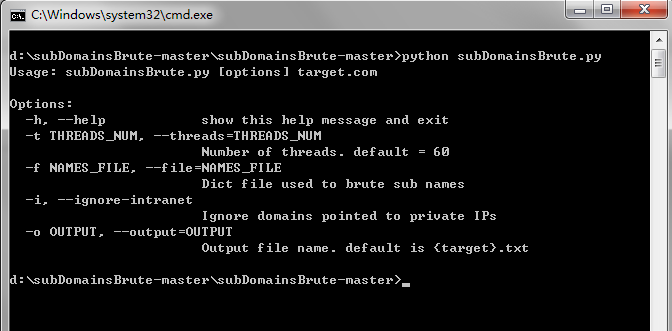 C:\Windows\system32\cmd.exe
d:\subDomainsBrute-master\subDomainsBrute-master>python subDomainsBrute.py
Usage: subDomainsBrute.py [options] target.com
Options:
-h, --help show this help message and exit
-t THREADS_NUM, --threads=THREADS_NUM
Number of threads. default = 60
-f NAMES_FILE, --file=NAMES_FILE
Dict file used to brute sub names
-i, --ignore-intranet
Ignore domains pointed to private IPs
-o OUTPUT, --output=OUTPUT
Output file name. default is {target}.txt
d:\subDomainsBrute-master\subDomainsBrute-master>_